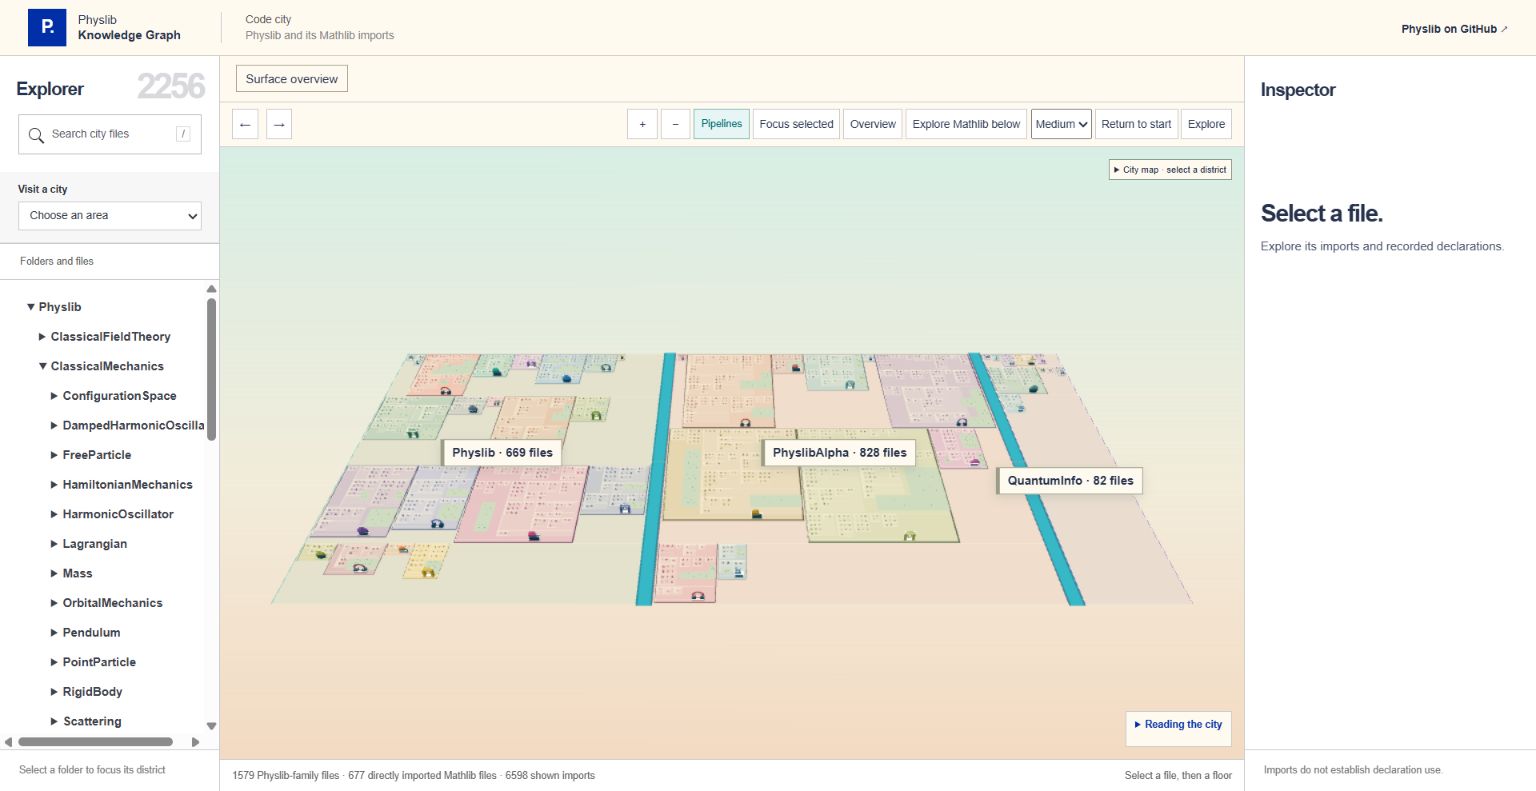 P.
Physlib
Knowledge Graph
Code city
Physlib and its Mathlib imports
Physlib on GitHub ↗
Explorer
2256
Search city files
/
Visit a city
Choose an area
Folders and files
▼ Physlib
▶ ClassicalFieldTheory
▼ ClassicalMechanics
▶ ConfigurationSpace
▶ DampedHarmonicOscilla
▶ FreeParticle
▶ HamiltonianMechanics
▶ HarmonicOscillator
▶ Lagrangian
▶ Mass
▶ OrbitalMechanics
▶ Pendulum
▶ PointParticle
▶ RigidBody
▶ Scattering
Select a folder to focus its district
Surface overview
← → + − Pipelines Focus selected Overview Explore Mathlib below Medium Return to start Explore
▶ City map · select a district
Physlib · 669 files
PhyslibAlpha · 828 files
QuantumInfo · 82 files
▶ Reading the city
1579 Physlib-family files · 677 directly imported Mathlib files · 6598 shown imports
Select a file, then a floor
Inspector
Select a file.
Explore its imports and recorded declarations.
Imports do not establish declaration use.